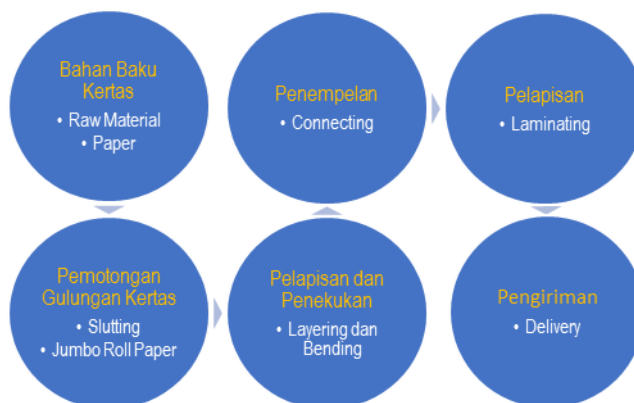 Bahan Baku
Kertas
• Raw Material
• Paper
Pemotongan
Gulungan Kertas
• Slutting
• Jumbo Roll Paper
Pelapisan dan
Penekukan
• Layering dan
Bending
Penempelan
• Connecting
Pelapisan
• Laminating
Pengiriman
• Delivery